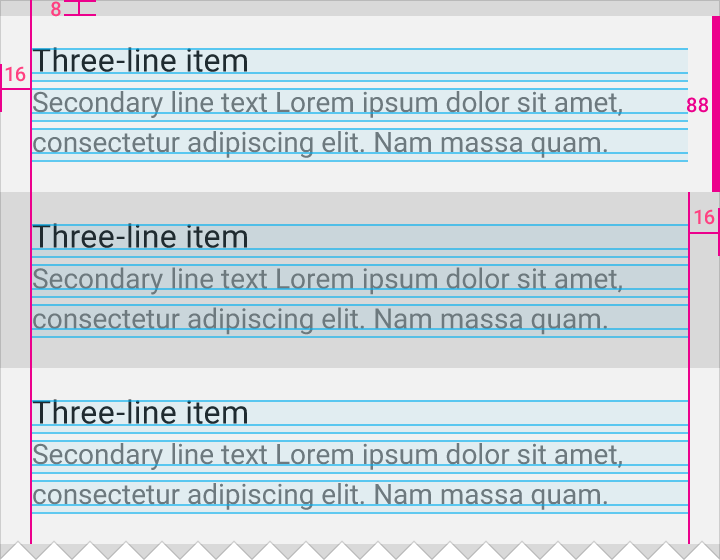 8
Three-line item
16
Secondary line text Lorem ipsum dolor sit amet,
88
consectetur adipiscing elit. Nam massa quam.
16
Three-line item
Secondary line text Lorem ipsum dolor sit amet,
consectetur adipiscing elit. Nam massa quam.
Three-line item
Secondary line text Lorem ipsum dolor sit amet,
consectetur adipiscing elit. Nam massa quam.